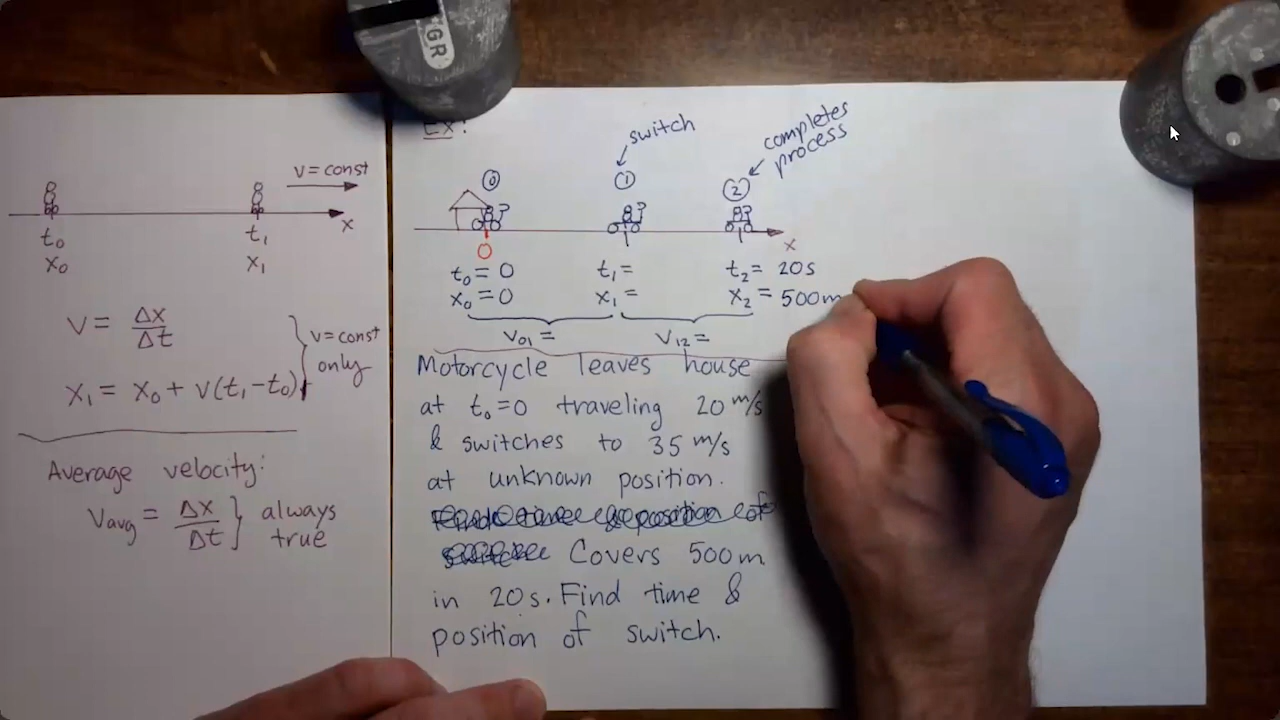 GR
v = const
t₀
x₀
t₁
x₁
x
v = Δx/Δt
x₁ = x₀ + v(t₁-t₀)
} v = const only
Average velocity:
Vavg = Δx/Δt } always true
Ex:
switch
completes process
⓪ ① ②
0
x
t₀ = 0 t₁ = t₂ = 20s
x₀ = 0 x₁ = x₂ = 500m
V₀₁ = V₁₂ =
Motorcycle leaves house
at t₀=0 traveling 20 m/s
& switches to 35 m/s
at unknown position.
Covers 500m
in 20s. Find time &
position of switch.